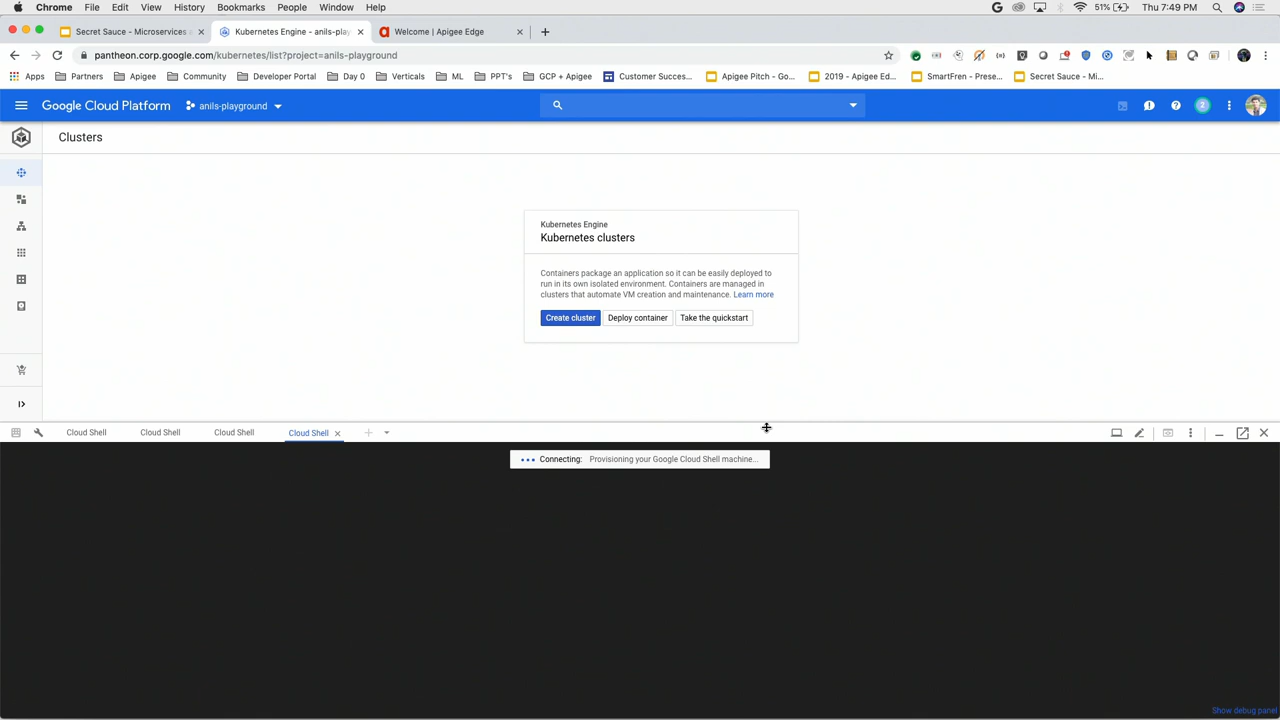 Chrome File Edit View History Bookmarks People Window Help 51% Thu 7:49 PM
Secret Sauce - Microservices a Kubernetes Engine - anils-play Welcome | Apigee Edge
pantheon.corp.google.com/kubernetes/list?project=anils-playground
Apps Partners Apigee Community Developer Portal Day 0 Verticals ML PPT's GCP + Apigee Customer Succes... Apigee Pitch - Go... 2019 - Apigee Ed... SmartFren - Prese... Secret Sauce - Mi...
Google Cloud Platform anils-playground 2
Clusters
Kubernetes Engine
Kubernetes clusters
Containers package an application so it can be easily deployed to
run in its own isolated environment. Containers are managed in
clusters that automate VM creation and maintenance. Learn more
Create cluster Deploy container Take the quickstart
Cloud Shell Cloud Shell Cloud Shell Cloud Shell
Connecting: Provisioning your Google Cloud Shell machine...
Show debug panel